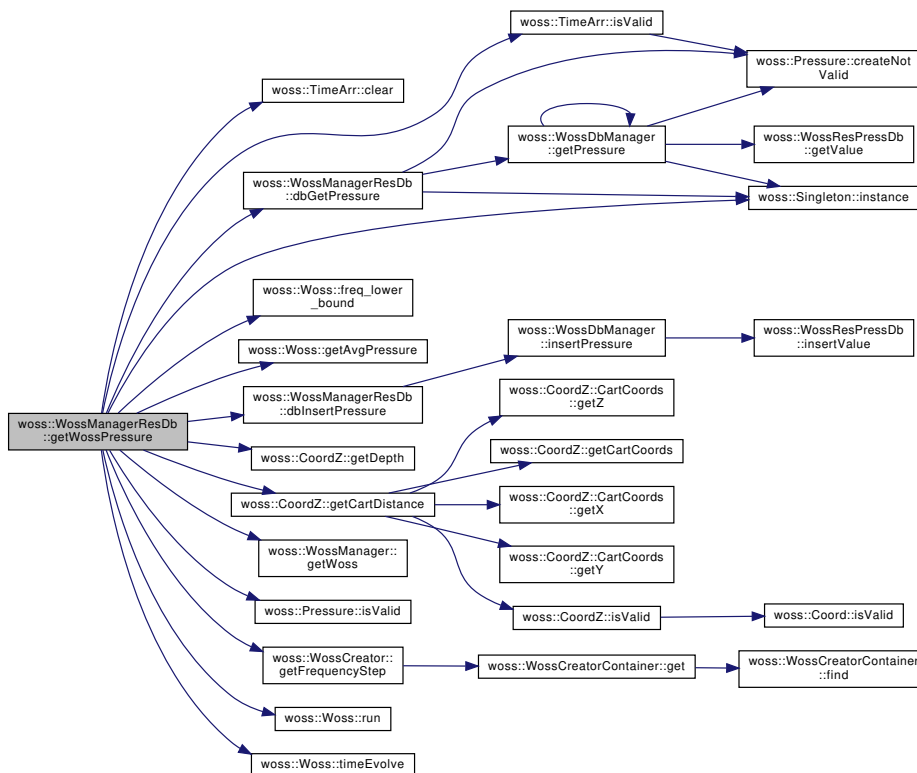 woss::WossManagerResDb
::getWossPressure
woss::TimeArr::clear
woss::TimeArr::isValid
woss::Pressure::createNot
Valid
woss::WossManagerResDb
::dbGetPressure
woss::WossDbManager
::getPressure
woss::WossResPressDb
::getValue
woss::Singleton::instance
woss::Woss::freq_lower
_bound
woss::Woss::getAvgPressure
woss::WossManagerResDb
::dbInsertPressure
woss::WossDbManager
::insertPressure
woss::WossResPressDb
::insertValue
woss::CoordZ::getDepth
woss::CoordZ::getCartDistance
woss::CoordZ::CartCoords
::getZ
woss::CoordZ::getCartCoords
woss::CoordZ::CartCoords
::getX
woss::CoordZ::CartCoords
::getY
woss::CoordZ::isValid
woss::Coord::isValid
woss::WossManager::
getWoss
woss::Pressure::isValid
woss::WossCreator::
getFrequencyStep
woss::WossCreatorContainer::get
woss::WossCreatorContainer
::find
woss::Woss::run
woss::Woss::timeEvolve